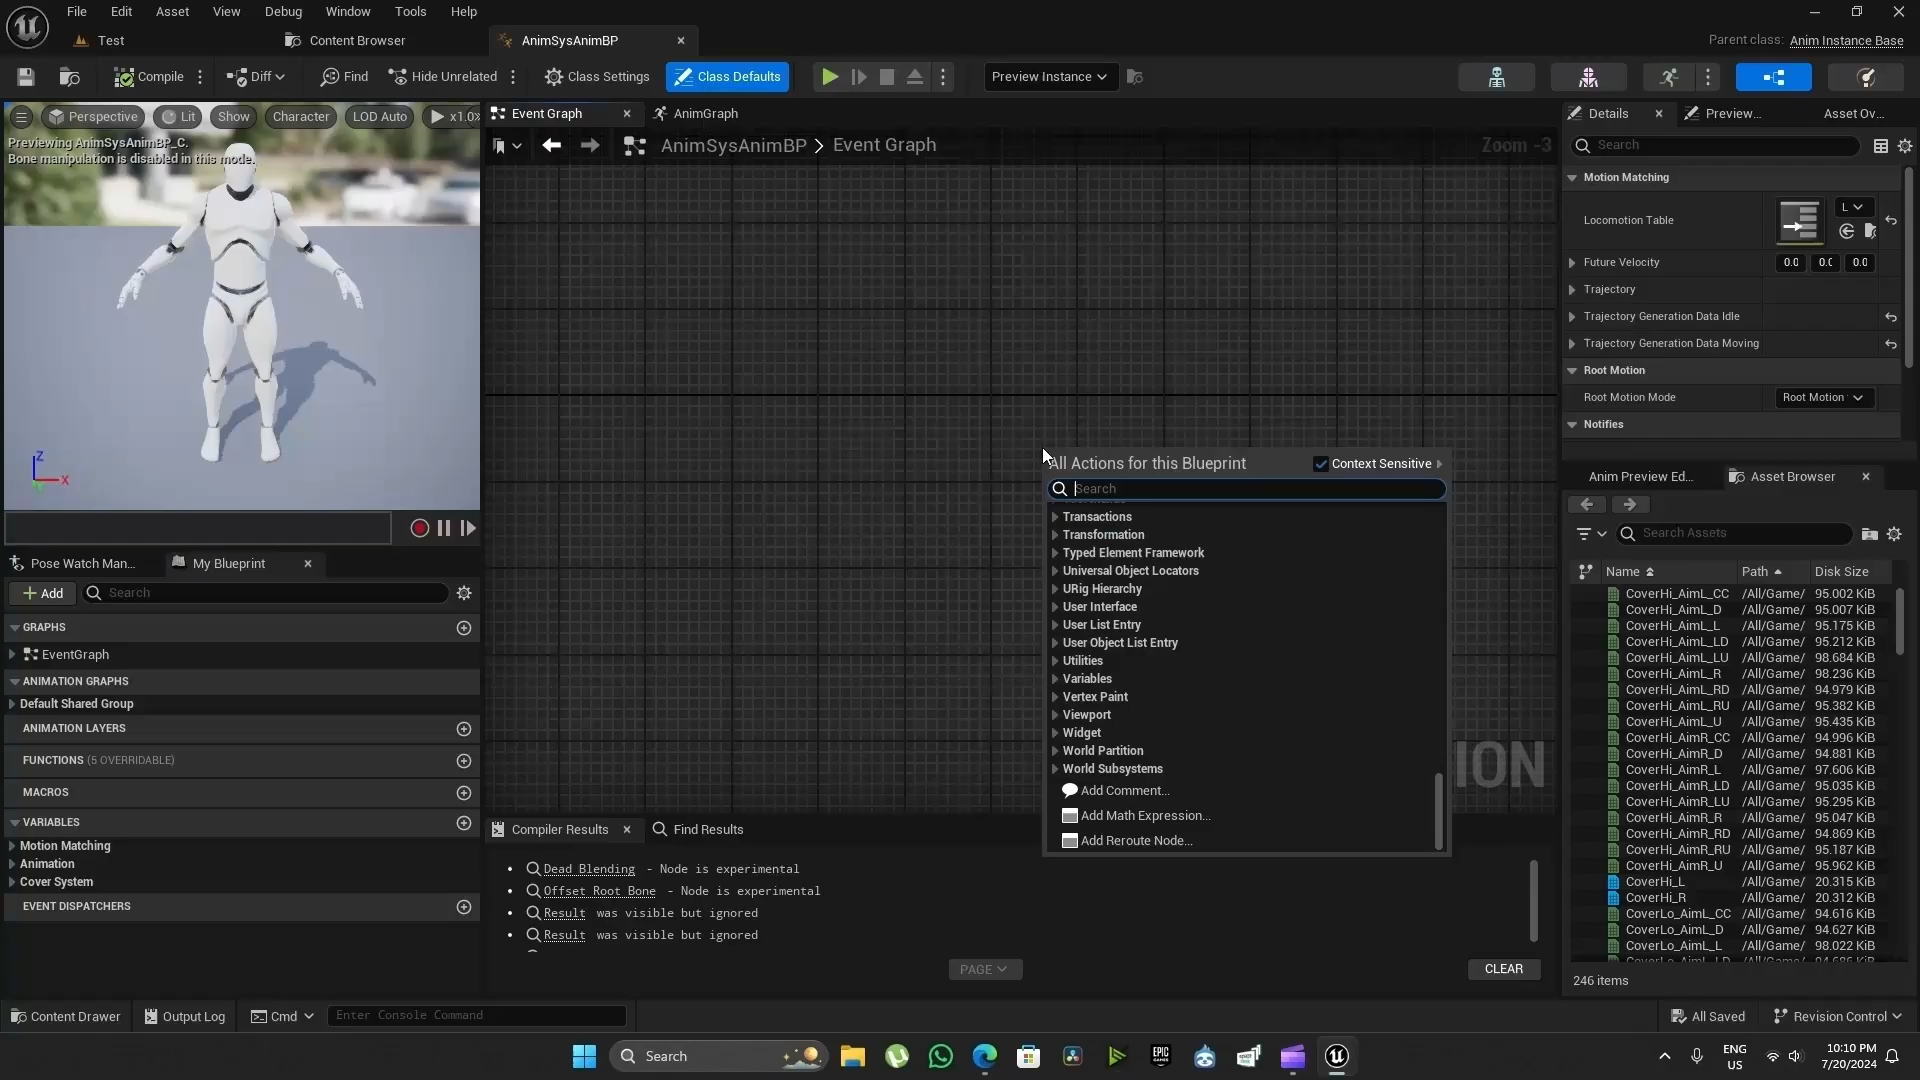 File Edit Asset View Debug Window Tools Help
Test
Content Browser
AnimSysAnimBP
Parent class: Anim Instance Base
Compile
Diff
Find
Hide Unrelated
Class Settings
Class Defaults
Preview Instance
Perspective
Lit
Show
Character
LOD Auto
x1.0
Previewing AnimSysAnimBP_C.
Bone manipulation is disabled in this mode.
Z
X
Event Graph
AnimGraph
AnimSysAnimBP > Event Graph
Zoom -3
All Actions for this Blueprint
Context Sensitive
Search
Transactions
Transformation
Typed Element Framework
Universal Object Locators
URig Hierarchy
User Interface
User List Entry
User Object List Entry
Utilities
Variables
Vertex Paint
Viewport
Widget
World Partition
World Subsystems
Add Comment...
Add Math Expression...
Add Reroute Node...
ION
Pose Watch Man...
My Blueprint
Add
Search
GRAPHS
EventGraph
ANIMATION GRAPHS
Default Shared Group
ANIMATION LAYERS
FUNCTIONS (5 OVERRIDABLE)
MACROS
VARIABLES
Motion Matching
Animation
Cover System
EVENT DISPATCHERS
Compiler Results
Find Results
• Dead Blending - Node is experimental
• Offset Root Bone - Node is experimental
• Result was visible but ignored
• Result was visible but ignored
PAGE
CLEAR
Details
Preview...
Asset Ov...
Search
Motion Matching
Locomotion Table
L
Future Velocity 0.0 0.0 0.0
Trajectory
Trajectory Generation Data Idle
Trajectory Generation Data Moving
Root Motion
Root Motion Mode Root Motion
Notifies
Anim Preview Ed...
Asset Browser
Search Assets
Name Path Disk Size
CoverHi_AimL_CC /All/Game/ 95.002 KiB
CoverHi_AimL_D /All/Game/ 95.007 KiB
CoverHi_AimL_L /All/Game/ 95.175 KiB
CoverHi_AimL_LD /All/Game/ 95.212 KiB
CoverHi_AimL_LU /All/Game/ 98.684 KiB
CoverHi_AimL_R /All/Game/ 98.236 KiB
CoverHi_AimL_RD /All/Game/ 94.979 KiB
CoverHi_AimL_RU /All/Game/ 95.382 KiB
CoverHi_AimL_U /All/Game/ 95.435 KiB
CoverHi_AimR_CC /All/Game/ 94.996 KiB
CoverHi_AimR_D /All/Game/ 94.881 KiB
CoverHi_AimR_L /All/Game/ 97.606 KiB
CoverHi_AimR_LD /All/Game/ 95.035 KiB
CoverHi_AimR_LU /All/Game/ 95.295 KiB
CoverHi_AimR_R /All/Game/ 95.047 KiB
CoverHi_AimR_RD /All/Game/ 94.869 KiB
CoverHi_AimR_RU /All/Game/ 95.187 KiB
CoverHi_AimR_U /All/Game/ 95.962 KiB
CoverHi_L /All/Game/ 20.315 KiB
CoverHi_R /All/Game/ 20.312 KiB
CoverLo_AimL_CC /All/Game/ 94.616 KiB
CoverLo_AimL_D /All/Game/ 94.627 KiB
CoverLo_AimL_L /All/Game/ 98.022 KiB
CoverLo_AimL_LD /All/Game/ 94.686 KiB
246 items
Content Drawer
Output Log
Cmd
Enter Console Command
All Saved
Revision Control
Search
EPIC GAMES
ENG
US
10:10 PM
7/20/2024